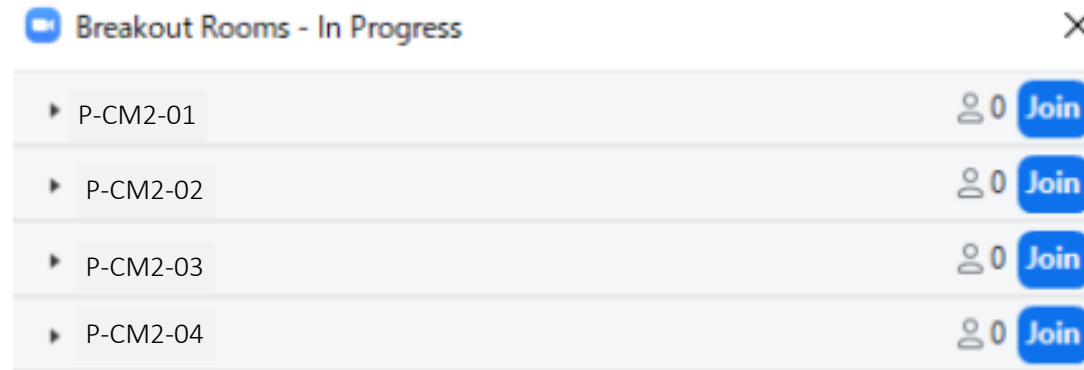 Breakout Rooms - In Progress
P-CM2-01 0 Join
P-CM2-02 0 Join
P-CM2-03 0 Join
P-CM2-04 0 Join